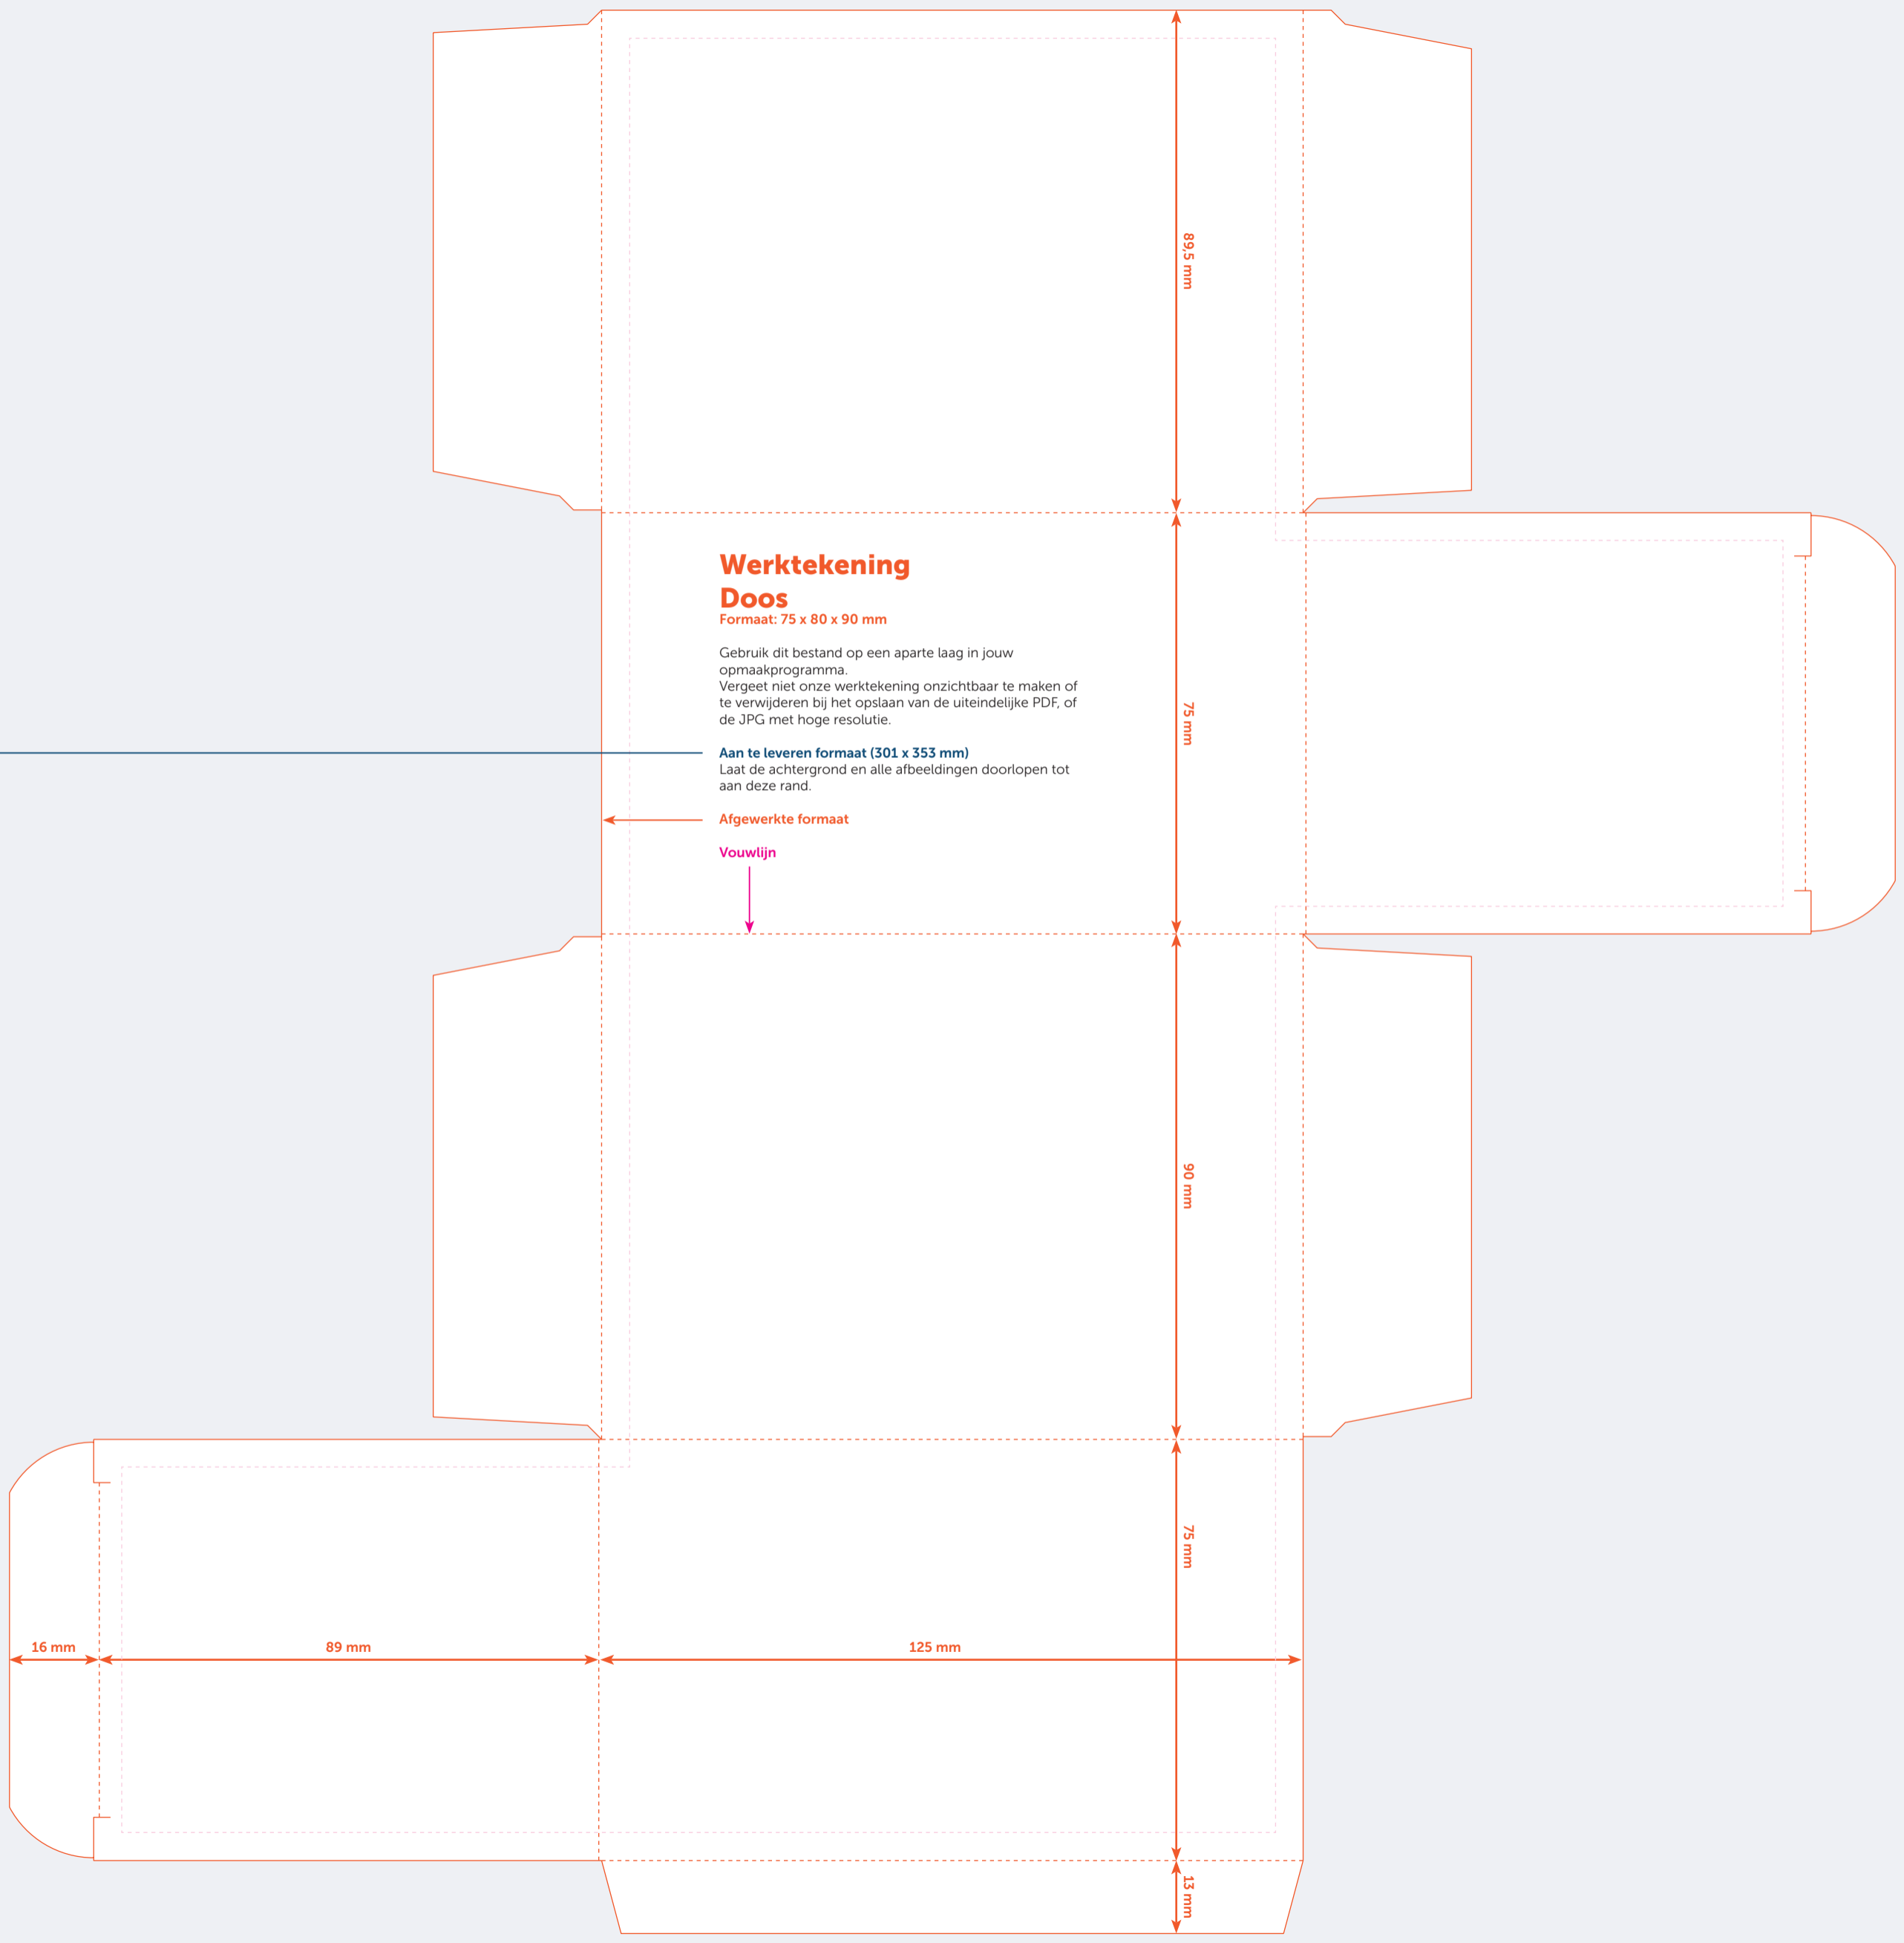 89,5 mm
Werktekening
Doos
Formaat: 75 x 80 x 90 mm
Gebruik dit bestand op een aparte laag in jouw
opmaakprogramma.
Vergeet niet onze werktekening onzichtbaar te maken of
te verwijderen bij het opslaan van de uiteindelijke PDF, of
de JPG met hoge resolutie.
75 mm
Aan te leveren formaat (301 x 353 mm)
Laat de achtergrond en alle afbeeldingen doorlopen tot
aan deze rand.
Afgewerkte formaat
Vouwlijn
90 mm
75 mm
16 mm
89 mm
125 mm
13 mm